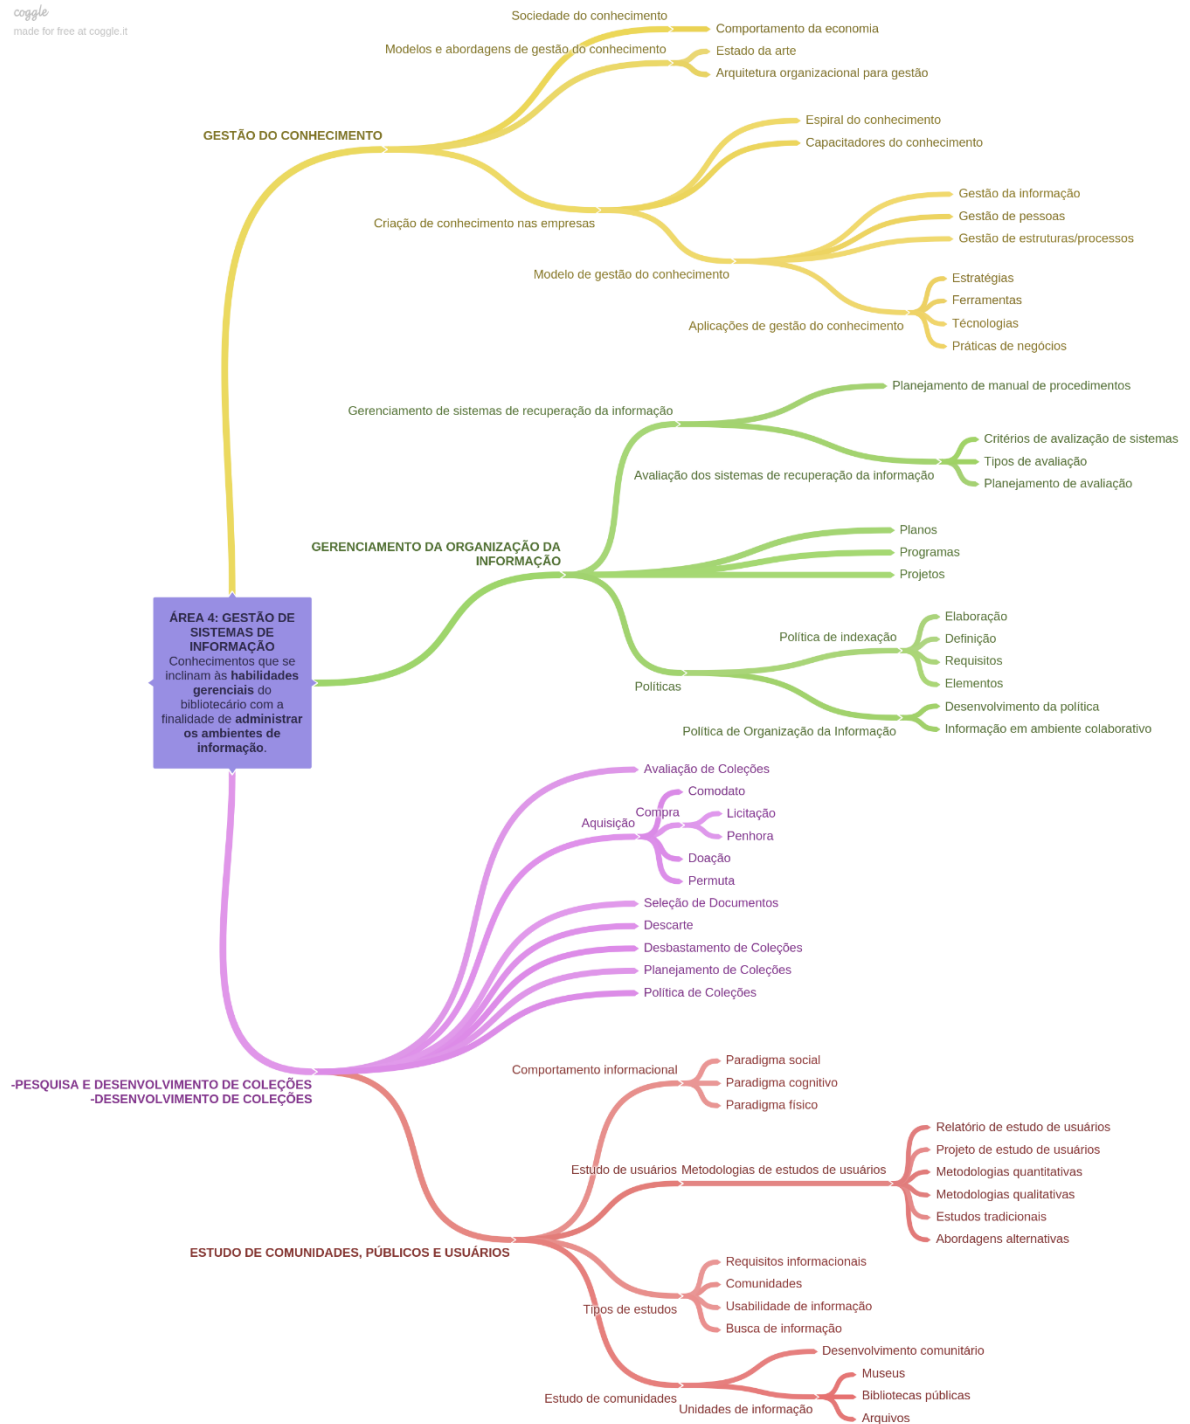 coggle
made for free at coggle.it
Sociedade do conhecimento
Comportamento da economia
Modelos e abordagens de gestão do conhecimento
Estado da arte
Arquitetura organizacional para gestão
GESTÃO DO CONHECIMENTO
Espiral do conhecimento
Capacitadores do conhecimento
Criação de conhecimento nas empresas
Gestão da informação
Gestão de pessoas
Gestão de estruturas/processos
Modelo de gestão do conhecimento
Estratégias
Ferramentas
Técnologias
Práticas de negócios
Aplicações de gestão do conhecimento
Planejamento de manual de procedimentos
Gerenciamento de sistemas de recuperação da informação
Critérios de avalização de sistemas
Tipos de avaliação
Planejamento de avaliação
Avaliação dos sistemas de recuperação da informação
GERENCIAMENTO DA ORGANIZAÇÃO DA
INFORMAÇÃO
Planos
Programas
Projetos
Política de indexação
Elaboração
Definição
Requisitos
Elementos
Políticas
Desenvolvimento da política
Informação em ambiente colaborativo
Política de Organização da Informação
ÁREA 4: GESTÃO DE
SISTEMAS DE
INFORMAÇÃO
Conhecimentos que se
inclinam às habilidades
gerenciais do
bibliotecário com a
finalidade de administrar
os ambientes de
informação.
Avaliação de Coleções
Aquisição
Comodato
Compra
Licitação
Penhora
Doação
Permuta
Seleção de Documentos
Descarte
Desbastamento de Coleções
Planejamento de Coleções
Política de Coleções
-PESQUISA E DESENVOLVIMENTO DE COLEÇÕES
-DESENVOLVIMENTO DE COLEÇÕES
Comportamento informacional
Paradigma social
Paradigma cognitivo
Paradigma físico
Estudo de usuários
Metodologias de estudos de usuários
Relatório de estudo de usuários
Projeto de estudo de usuários
Metodologias quantitativas
Metodologias qualitativas
Estudos tradicionais
Abordagens alternativas
ESTUDO DE COMUNIDADES, PÚBLICOS E USUÁRIOS
Requisitos informacionais
Comunidades
Usabilidade de informação
Busca de informação
Tipos de estudos
Desenvolvimento comunitário
Estudo de comunidades
Unidades de informação
Museus
Bibliotecas públicas
Arquivos